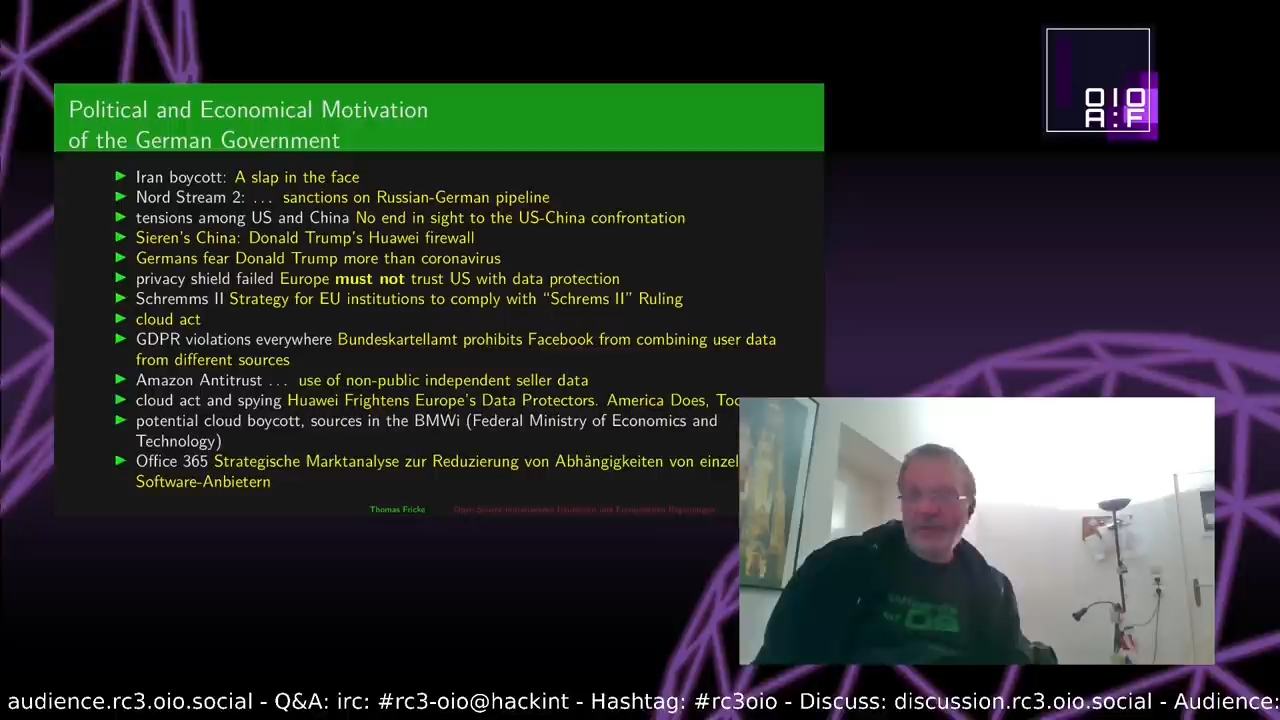 Political and Economical Motivation
of the German Government
OIO
A:F
Iran boycott: A slap in the face
Nord Stream 2: ... sanctions on Russian-German pipeline
tensions among US and China No end in sight to the US-China confrontation
Sieren's China: Donald Trump's Huawei firewall
Germans fear Donald Trump more than coronavirus
privacy shield failed Europe must not trust US with data protection
Schremms II Strategy for EU institutions to comply with “Schrems II” Ruling
cloud act
GDPR violations everywhere Bundeskartellamt prohibits Facebook from combining user data
from different sources
Amazon Antitrust ... use of non-public independent seller data
cloud act and spying Huawei Frightens Europe's Data Protectors. America Does, Too
potential cloud boycott, sources in the BMWi (Federal Ministry of Economics and
Technology)
Office 365 Strategische Marktanalyse zur Reduzierung von Abhängigkeiten von einzel
Software-Anbietern
Thomas Fricke
audience.rc3.oio.social - Q&A: irc: #rc3-oio@hackint - Hashtag: #rc3oio - Discuss: discussion.rc3.oio.social - Audience: